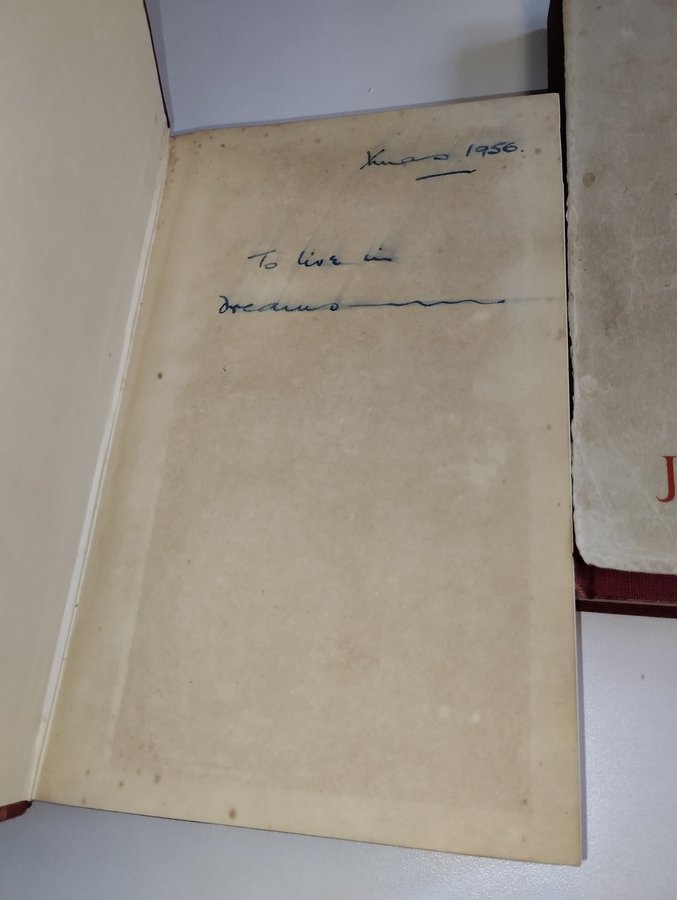 Xmas 1956.
To live in
Dreams
J